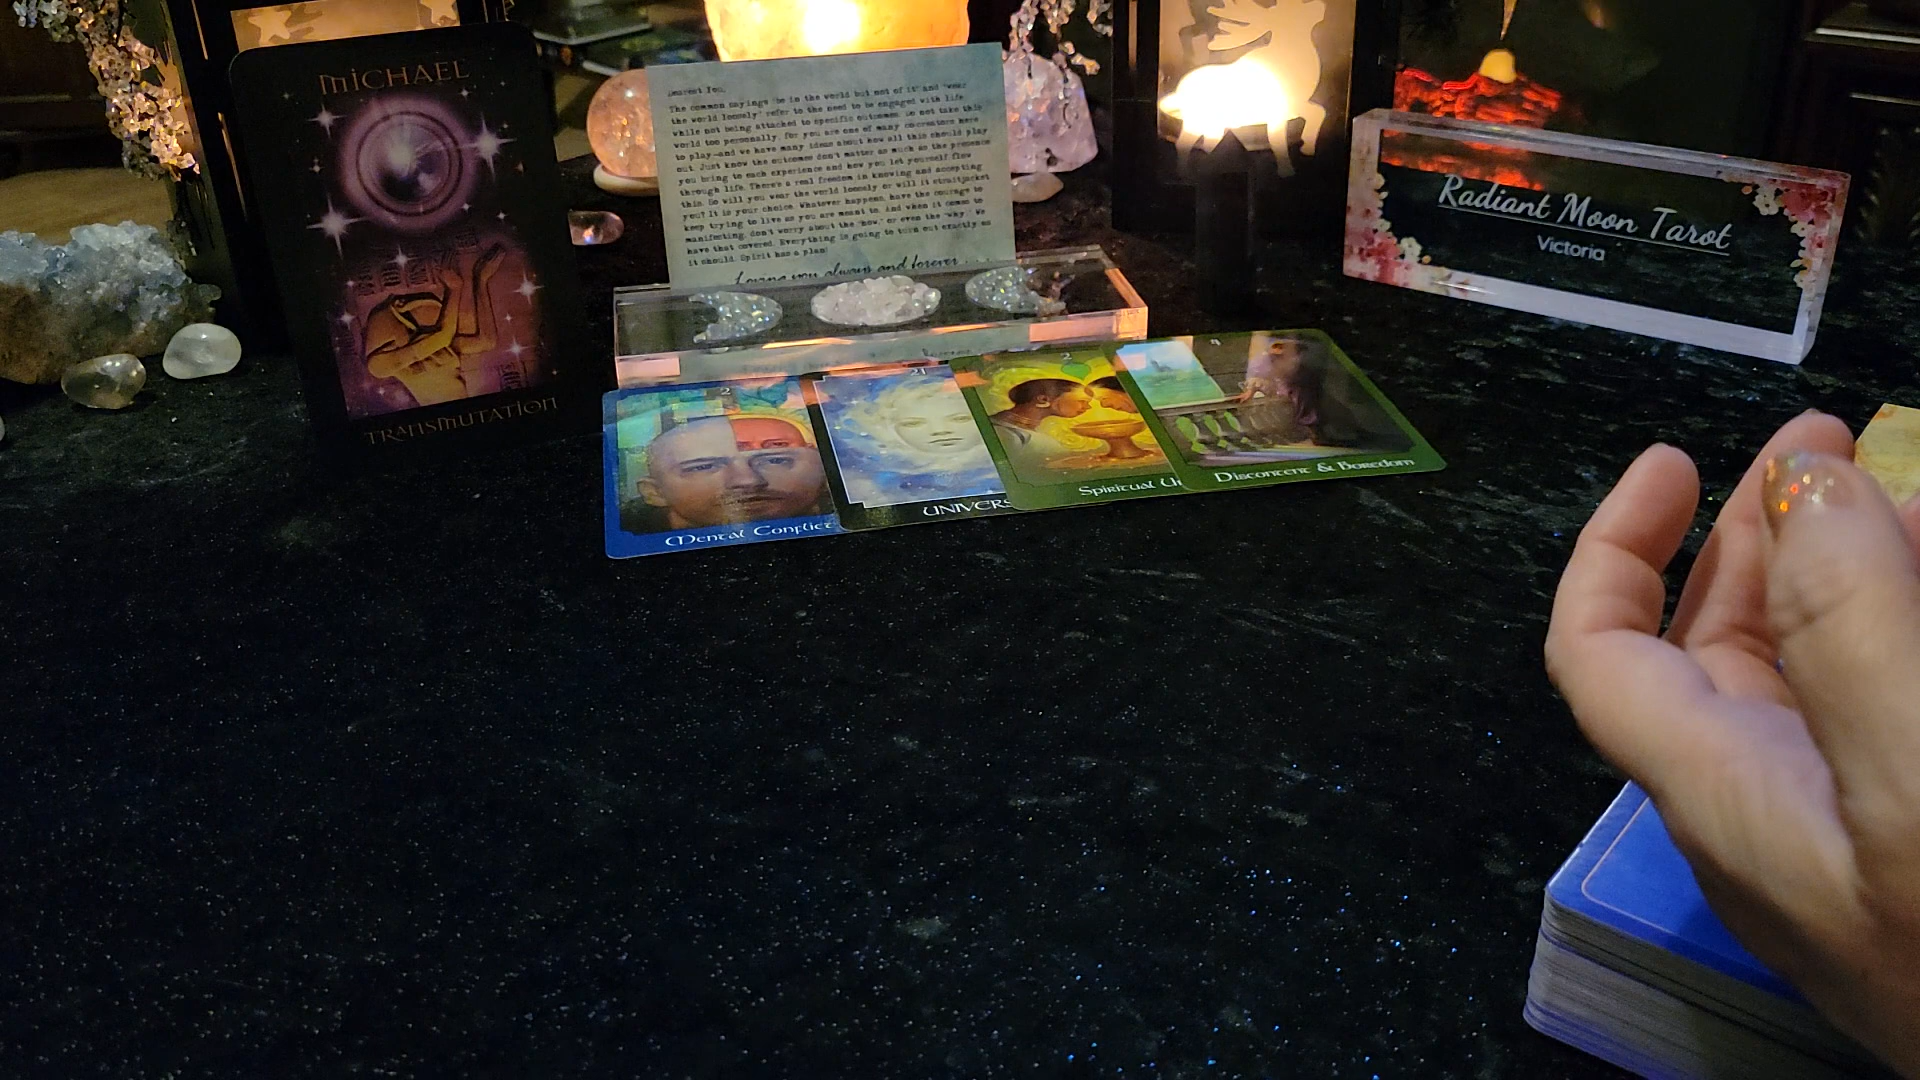 MICHAEL
TRANSMUTATION
Dearest You,
The common sayings "be in the world but not of it" and "wear
the world loosely" refer to the need to be engaged with life
while not being attached to specific outcomes. Do not take this
world too personally, for you are one of many cocreators here
to play—and we have many ideas about how all this should play
out. Just know the outcomes don't matter as much as the presence
you bring to each experience and how you let yourself flow
through life. There's a real freedom in knowing and accepting
this. So will you wear the world loosely or will it straitjacket
you? It is your choice. Whatever happens, have the courage to
keep trying to live as you are meant to. And when it comes to
manifesting, don't worry about the "how," or even the "why." We
have that covered. Everything is going to turn out exactly as
it should. Spirit has a plan!
Loving you always and forever
Radiant Moon Tarot
Victoria
2
Mental Conflict
21
UNIVERS
2
Spiritual Un
4
Discontent & Boredom